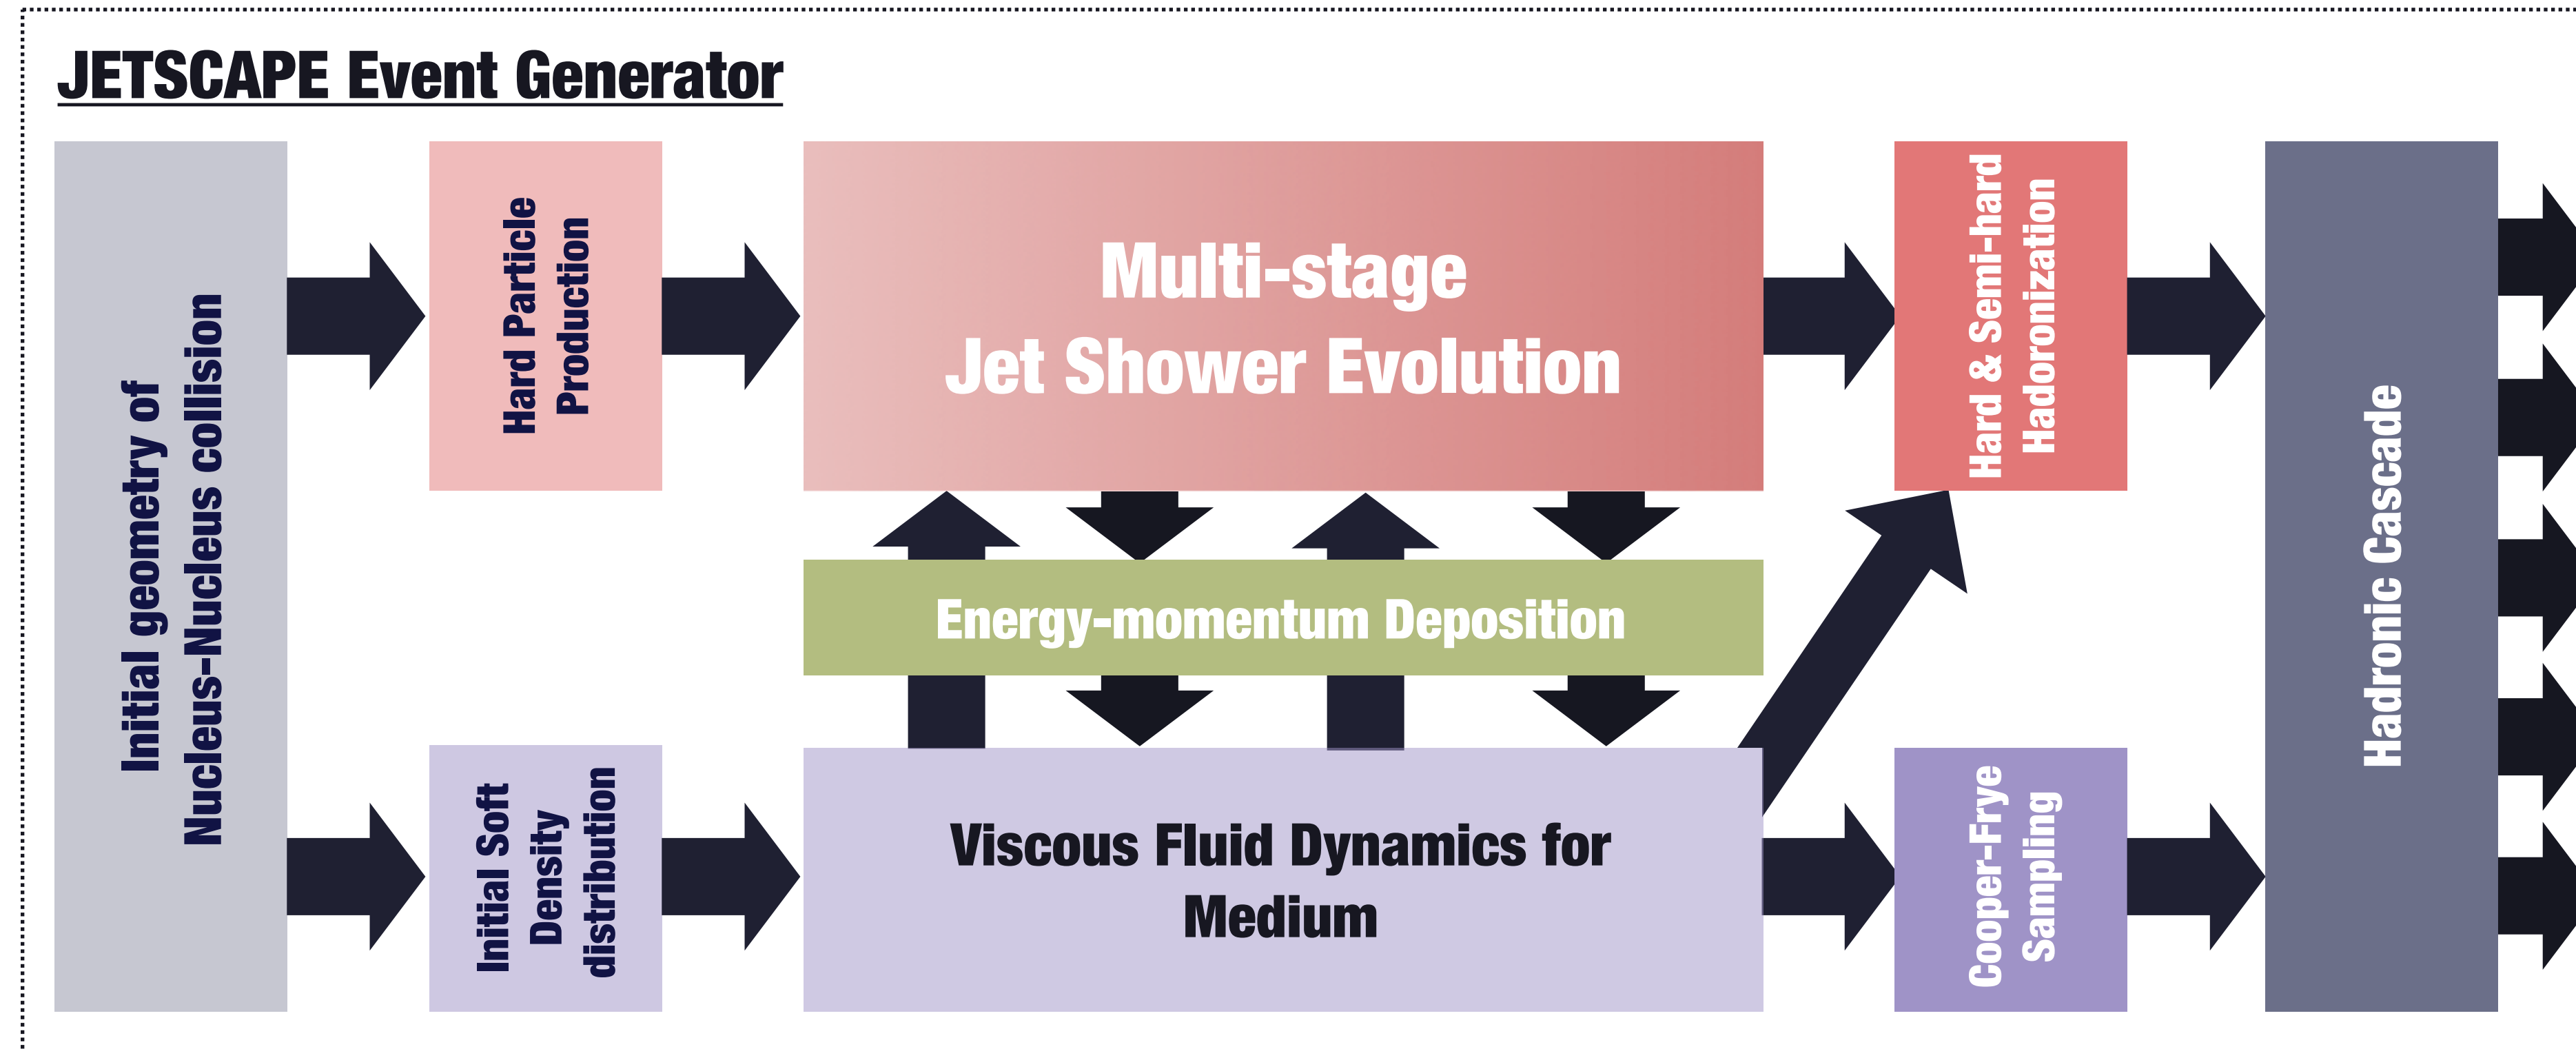 JETSCAPE Event Generator
Initial geometry of
Nucleus-Nucleus collision
Hard Particle
Production
Multi-stage
Jet Shower Evolution
Hard & Semi-hard
Hadoronization
Energy-momentum Deposition
Initial Soft
Density
distribution
Viscous Fluid Dynamics for
Medium
Cooper-Frye
Sampling
Hadronic Cascade